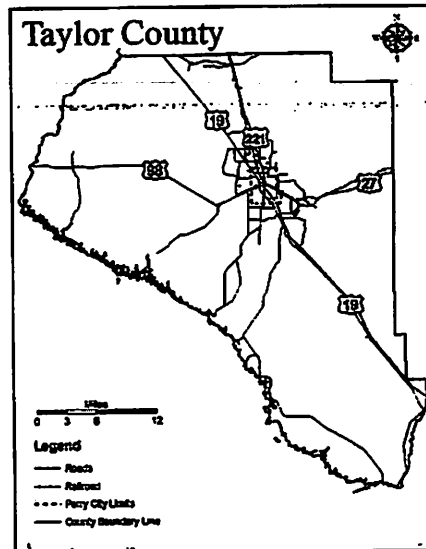 Taylor County
19
221
98
27
19
Miles
0 6 12
Legend
Roads
Railroad
Perry City Limits
County Boundary Line